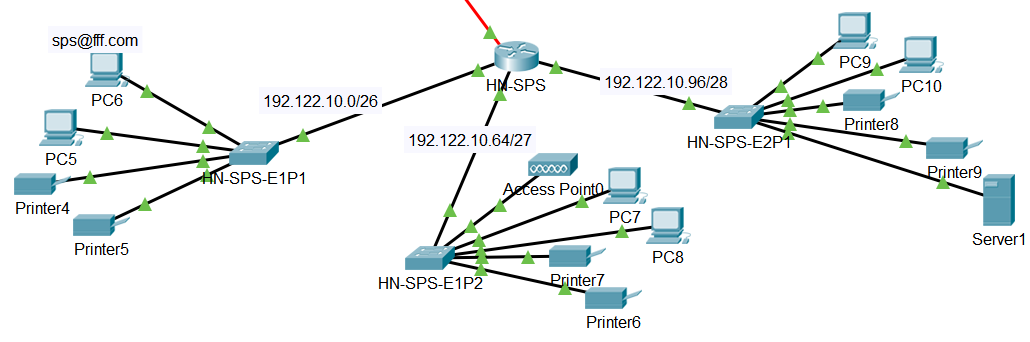 sps@fff.com
PC6
PC5
Printer4
Printer5
HN-SPS-E1P1
192.122.10.0/26
HN-SPS
192.122.10.64/27
192.122.10.96/28
Access Point0
PC7
PC8
Printer7
Printer6
HN-SPS-E1P2
HN-SPS-E2P1
PC9
PC10
Printer8
Printer9
Server1